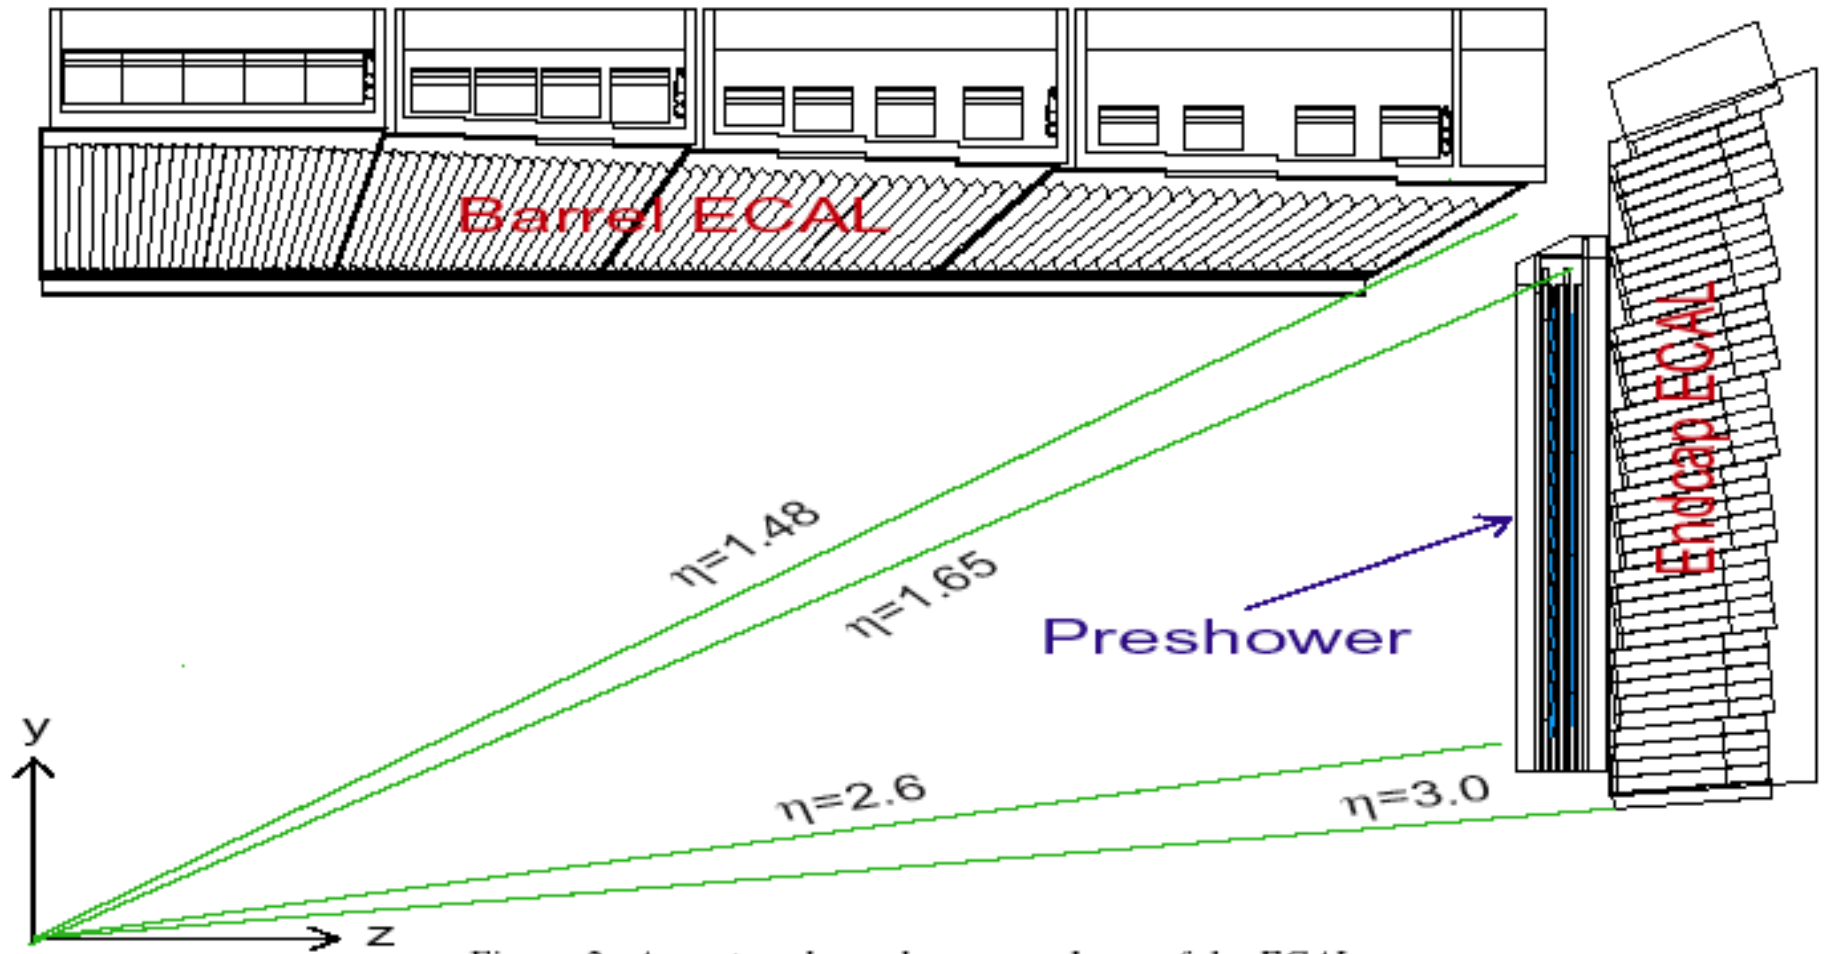 Barrel ECAL
Endcap ECAL
η=1.48
η=1.65
Preshower
y
η=2.6
η=3.0
z